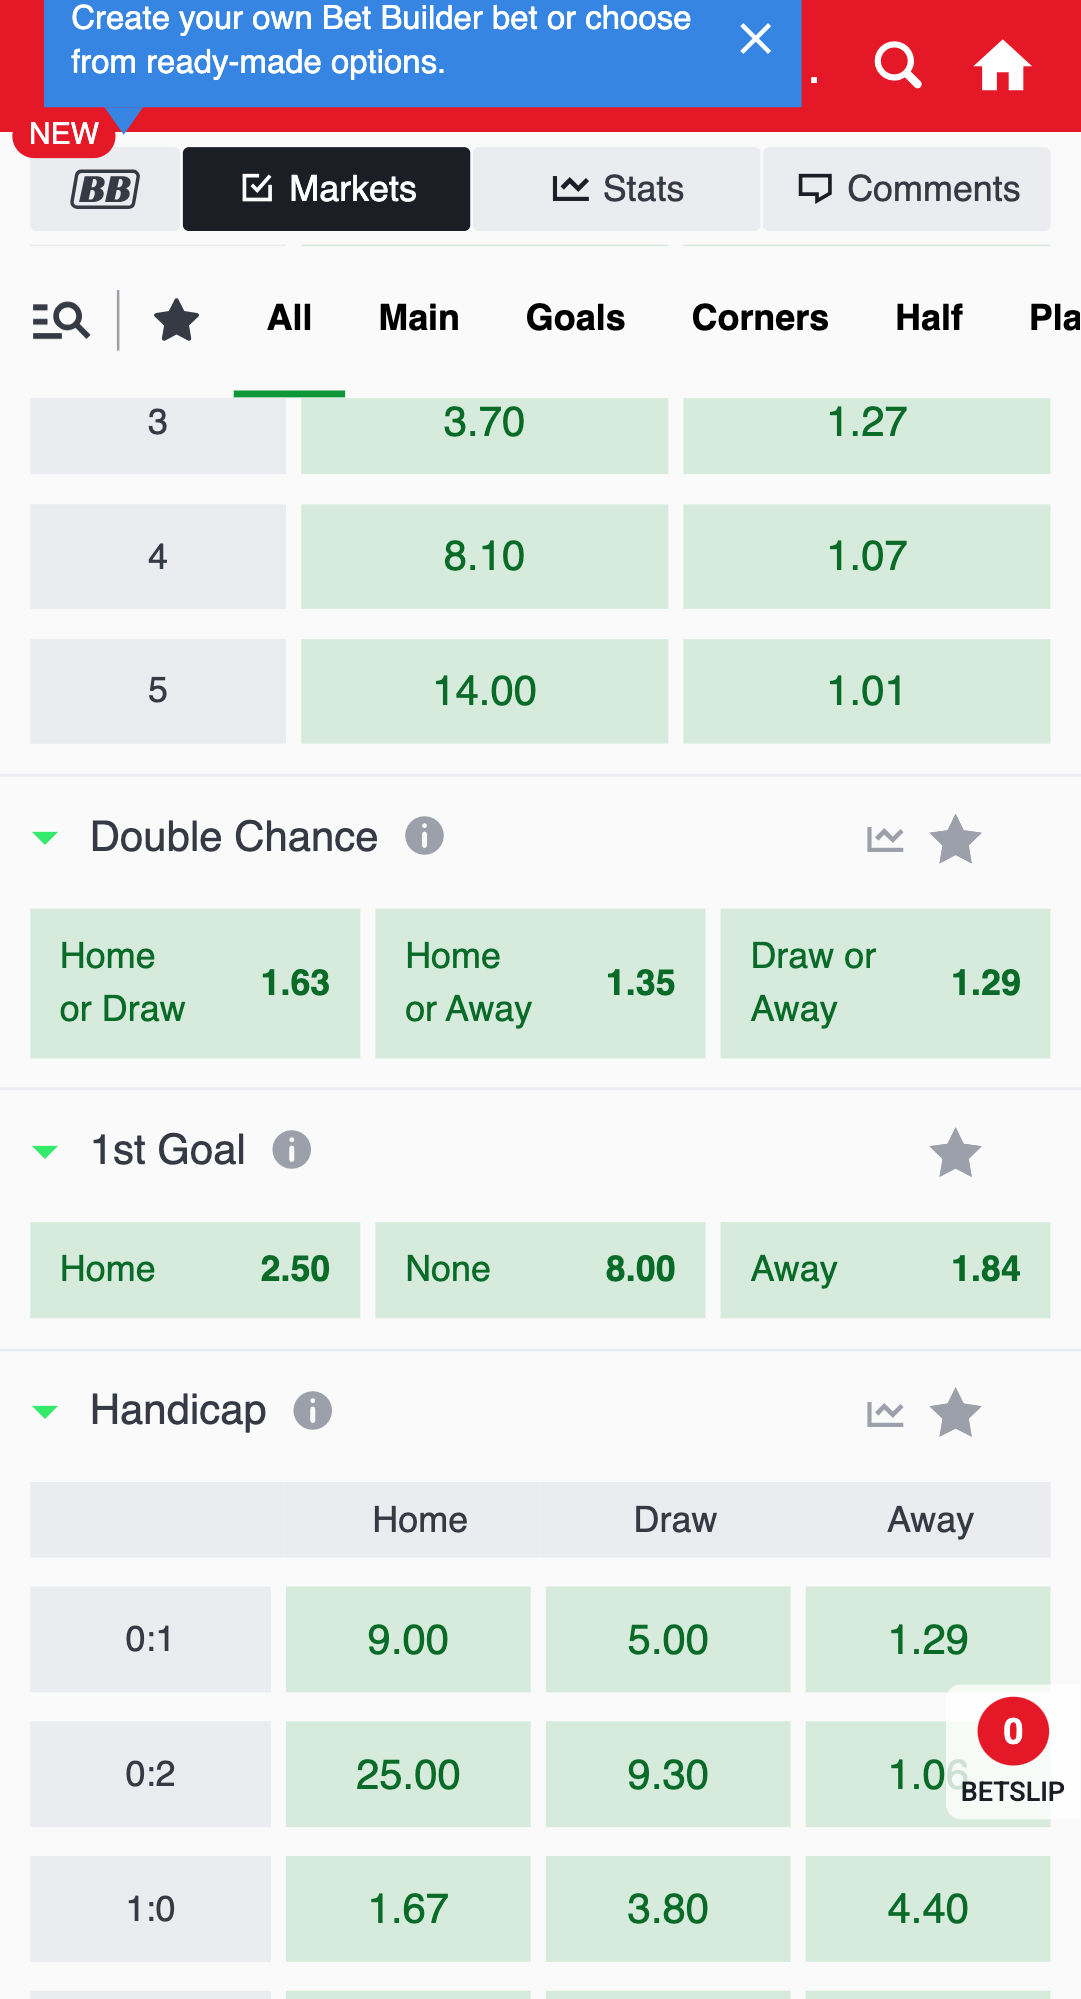 Create your own Bet Builder bet or choose
from ready-made options.
.
NEW
BB
Markets
Stats
Comments
All
Main
Goals
Corners
Half
Pla
3 3.70 1.27
4 8.10 1.07
5 14.00 1.01
Double Chance
Home
or Draw
1.63
Home
or Away
1.35
Draw or
Away
1.29
1st Goal
Home 2.50
None 8.00
Away 1.84
Handicap
Home Draw Away
0:1 9.00 5.00 1.29
0:2 25.00 9.30 1.06
0
BETSLIP
1:0 1.67 3.80 4.40